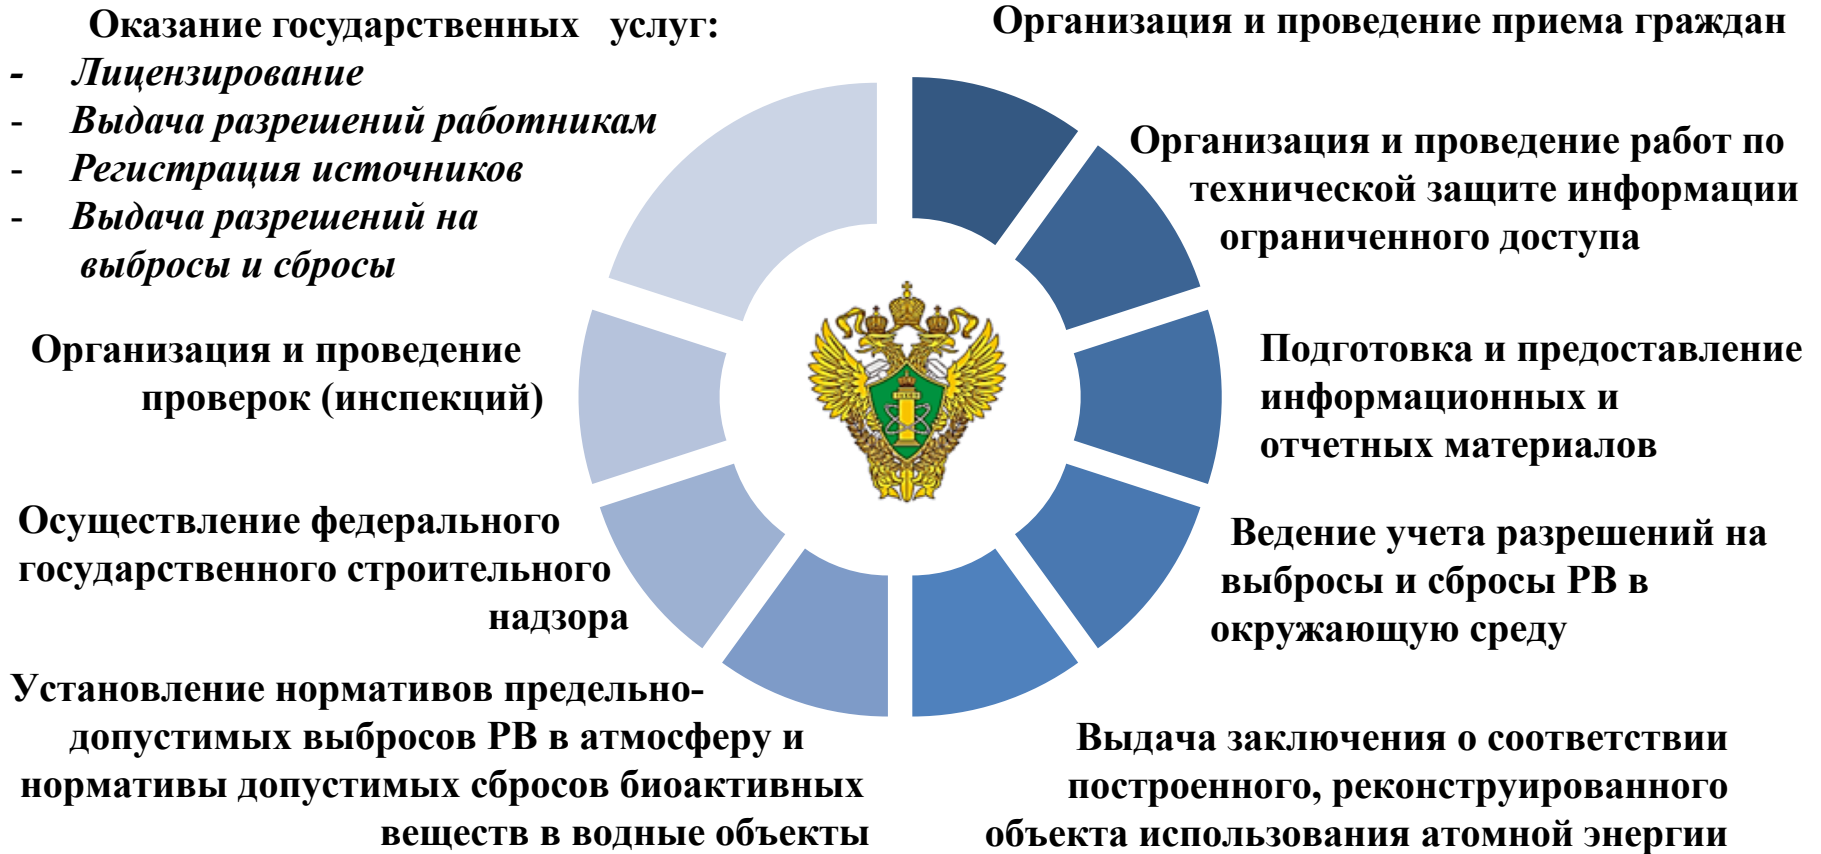 Оказание государственных услуг:
- Лицензирование
- Выдача разрешений работникам
- Регистрация источников
- Выдача разрешений на
выбросы и сбросы
Организация и проведение
проверок (инспекций)
Осуществление федерального
государственного строительного
надзора
Установление нормативов предельно-
допустимых выбросов РВ в атмосферу и
нормативы допустимых сбросов биоактивных
веществ в водные объекты
Организация и проведение приема граждан
Организация и проведение работ по
технической защите информации
ограниченного доступа
Подготовка и предоставление
информационных и
отчетных материалов
Ведение учета разрешений на
выбросы и сбросы РВ в
окружающую среду
Выдача заключения о соответствии
построенного, реконструированного
объекта использования атомной энергии